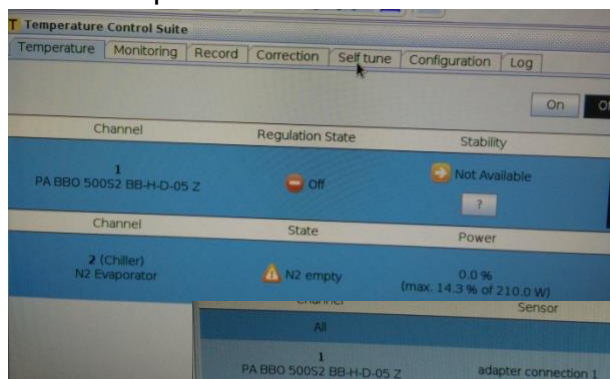 T Temperature Control Suite
Temperature Monitoring Record Correction Self tune Configuration Log
On
Channel Regulation State Stability
1
PA BBO 500S2 BB-H-D-05 Z
Off
Not Available
?
Channel State Power
2 (Chiller)
N2 Evaporator
N2 empty
0.0 %
(max. 14.3 % of 210.0 W)
Channel Sensor
All
1
PA BBO 500S2 BB-H-D-05 Z
adapter connection 1